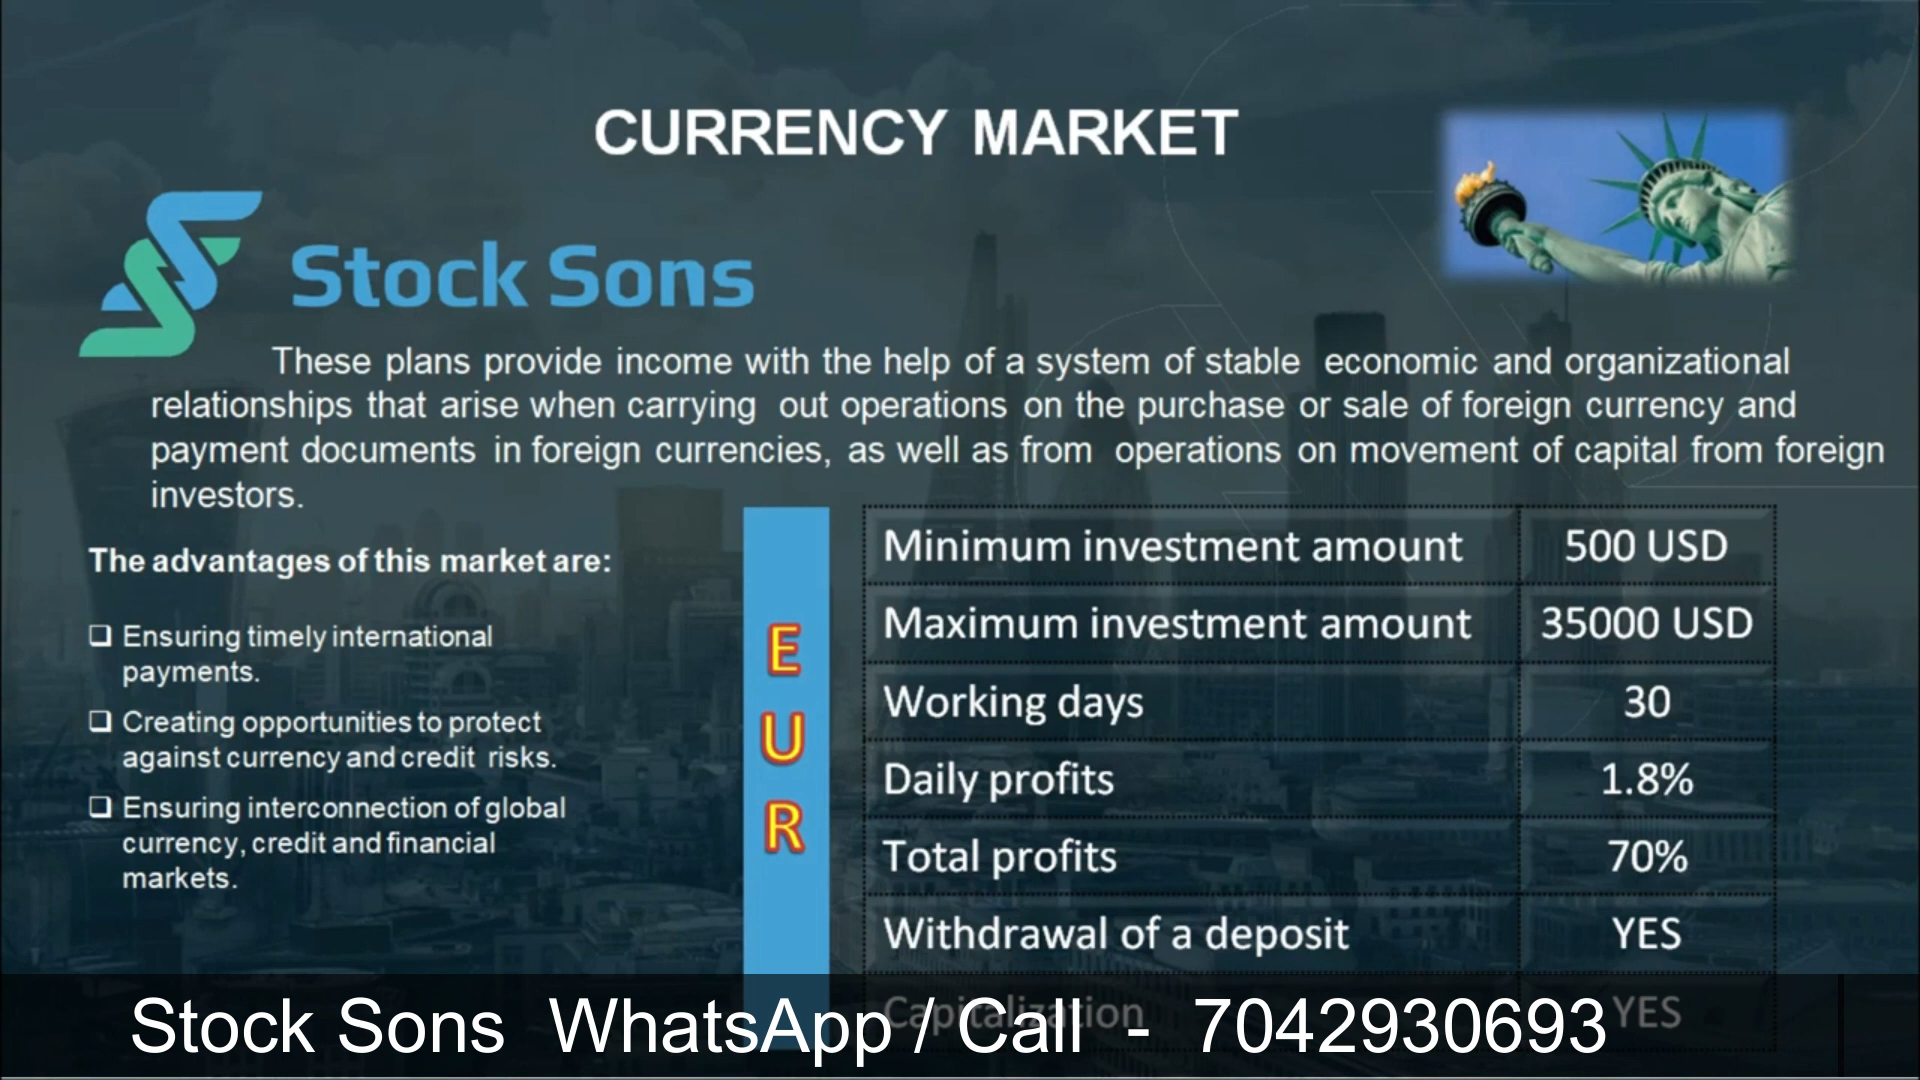 CURRENCY MARKET
Stock Sons
These plans provide income with the help of a system of stable economic and organizational
relationships that arise when carrying out operations on the purchase or sale of foreign currency and
payment documents in foreign currencies, as well as from operations on movement of capital from foreign
investors.
The advantages of this market are:
❑ Ensuring timely international
payments.
❑ Creating opportunities to protect
against currency and credit risks.
❑ Ensuring interconnection of global
currency, credit and financial
markets.
E
U
R
Minimum investment amount 500 USD
Maximum investment amount 35000 USD
Working days 30
Daily profits 1.8%
Total profits 70%
Withdrawal of a deposit YES
Capitalization YES
Stock Sons WhatsApp / Call - 7042930693